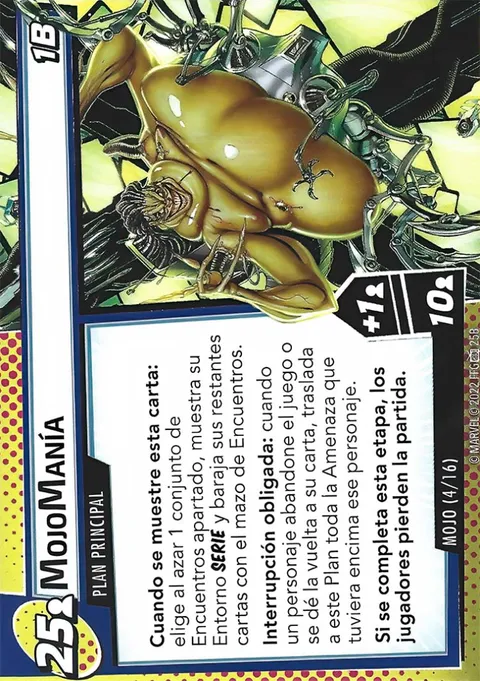 25 MojoManía 1B
PLAN PRINCIPAL
Cuando se muestre esta carta:
elige al azar 1 conjunto de
Encuentros apartado, muestra su
Entorno SERIE y baraja sus restantes
cartas con el mazo de Encuentros.
Interrupción obligada: cuando
un personaje abandone el juego o
se dé la vuelta a su carta, traslada
a este Plan toda la Amenaza que
tuviera encima ese personaje.
Si se completa esta etapa, los
jugadores pierden la partida.
+1
10
MOJO (4/16)
© MARVEL © 2022 FFG 25B